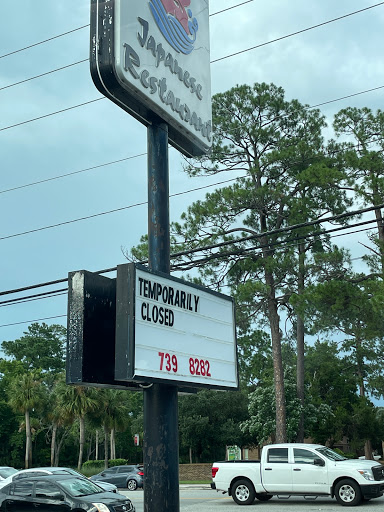 Japanese
Restaurant
TEMPORARILY
CLOSED
739 8282